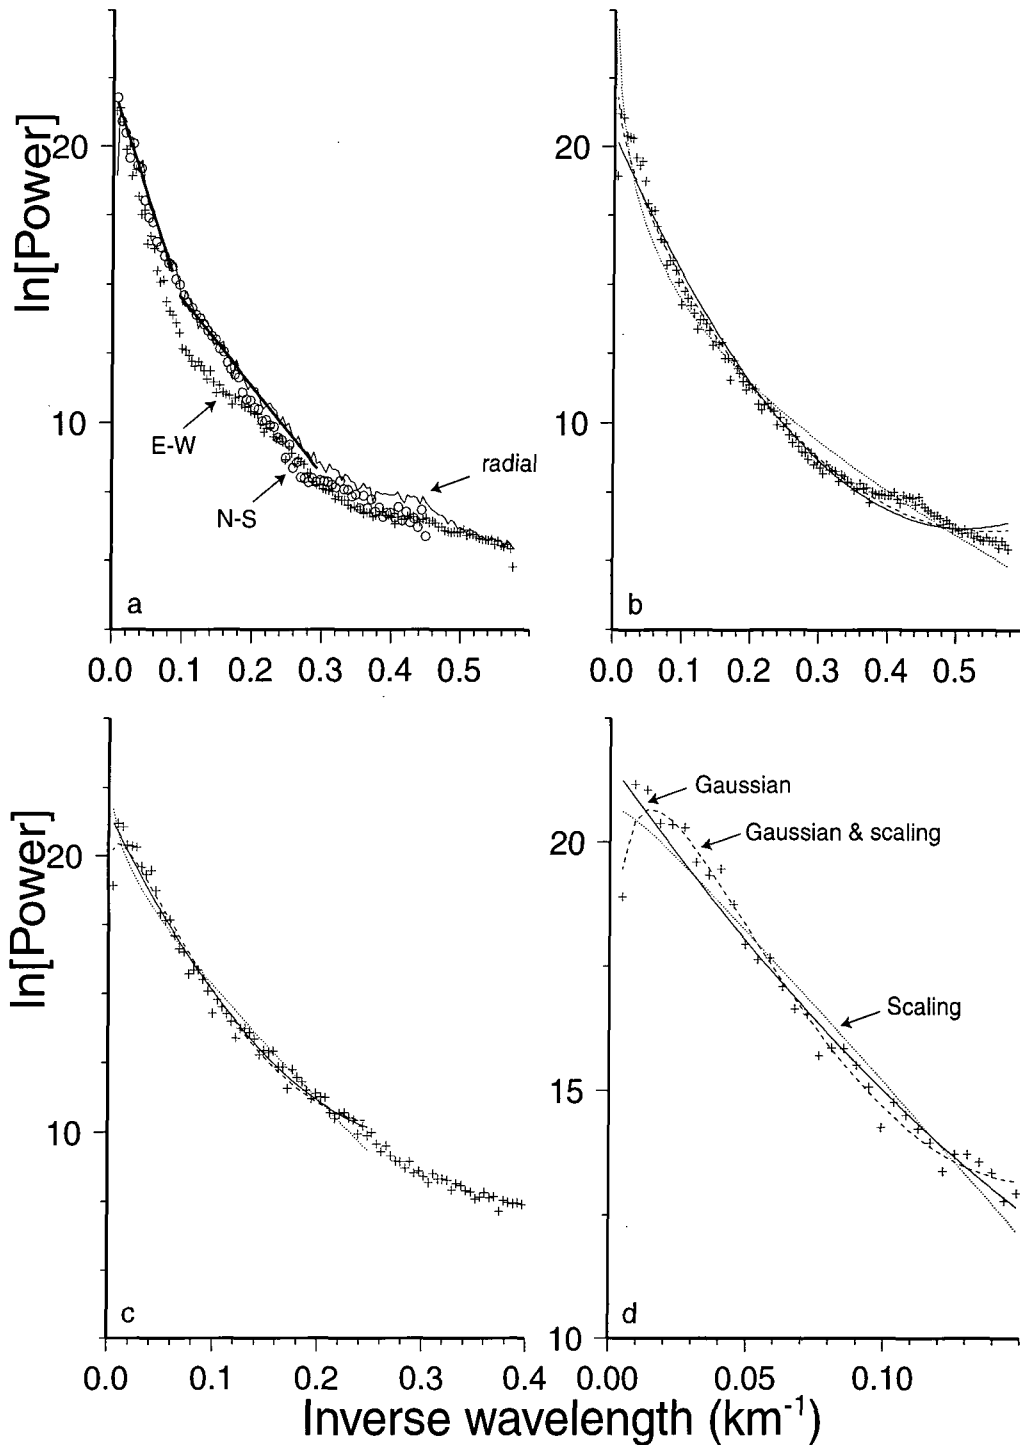 ln[Power]
20
10
E-W
N-S
radial
a
0.0 0.1 0.2 0.3 0.4 0.5
20
10
b
0.0 0.1 0.2 0.3 0.4 0.5
ln[Power]
20
10
c
0.0 0.1 0.2 0.3 0.4
20
15
10
Gaussian
Gaussian & scaling
Scaling
d
0.00 0.05 0.10
Inverse wavelength (km-1)